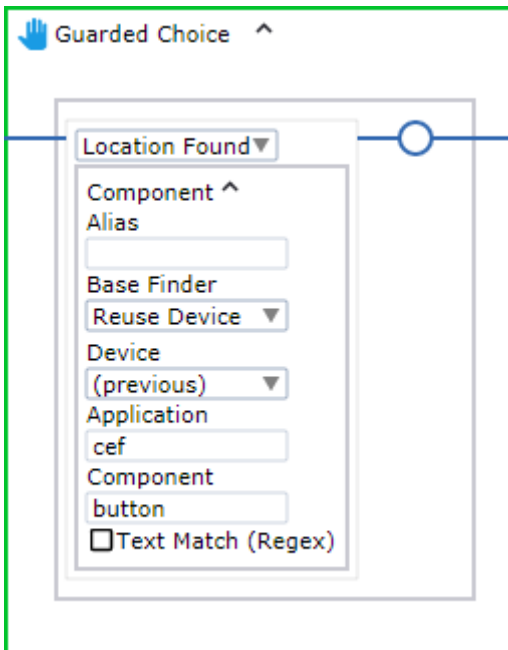 Guarded Choice
Location Found
Component
Alias
Base Finder
Reuse Device
Device
(previous)
Application
cef
Component
button
Text Match (Regex)